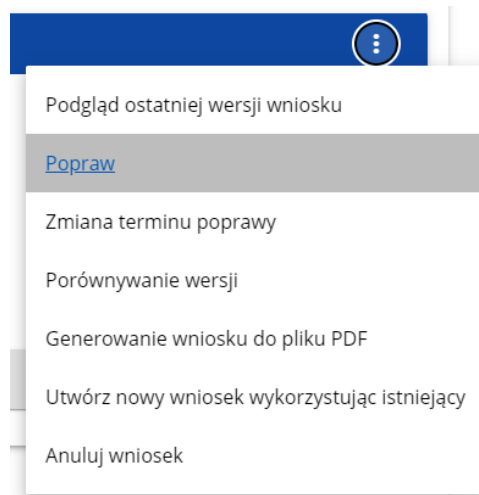 Podgląd ostatniej wersji wniosku
Popraw
Zmiana terminu poprawy
Porównywanie wersji
Generowanie wniosku do pliku PDF
Utwórz nowy wniosek wykorzystując istniejący
Anuluj wniosek